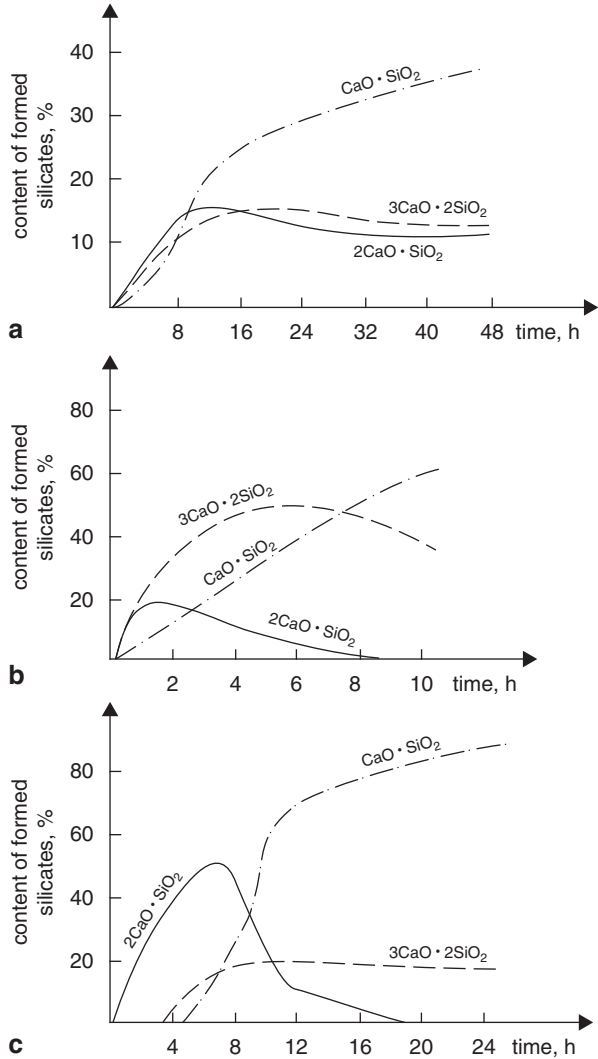 content of formed
silicates, %
40
30
20
10
CaO • SiO₂
3CaO • 2SiO₂
2CaO • SiO₂
8 16 24 32 40 48 time, h
a
content of formed
silicates, %
80
60
40
20
3CaO • 2SiO₂
CaO • SiO₂
2CaO • SiO₂
2 4 6 8 10 time, h
b
content of formed
silicates, %
80
60
40
20
CaO • SiO₂
2CaO • SiO₂
3CaO • 2SiO₂
4 8 12 16 20 24 time, h
c